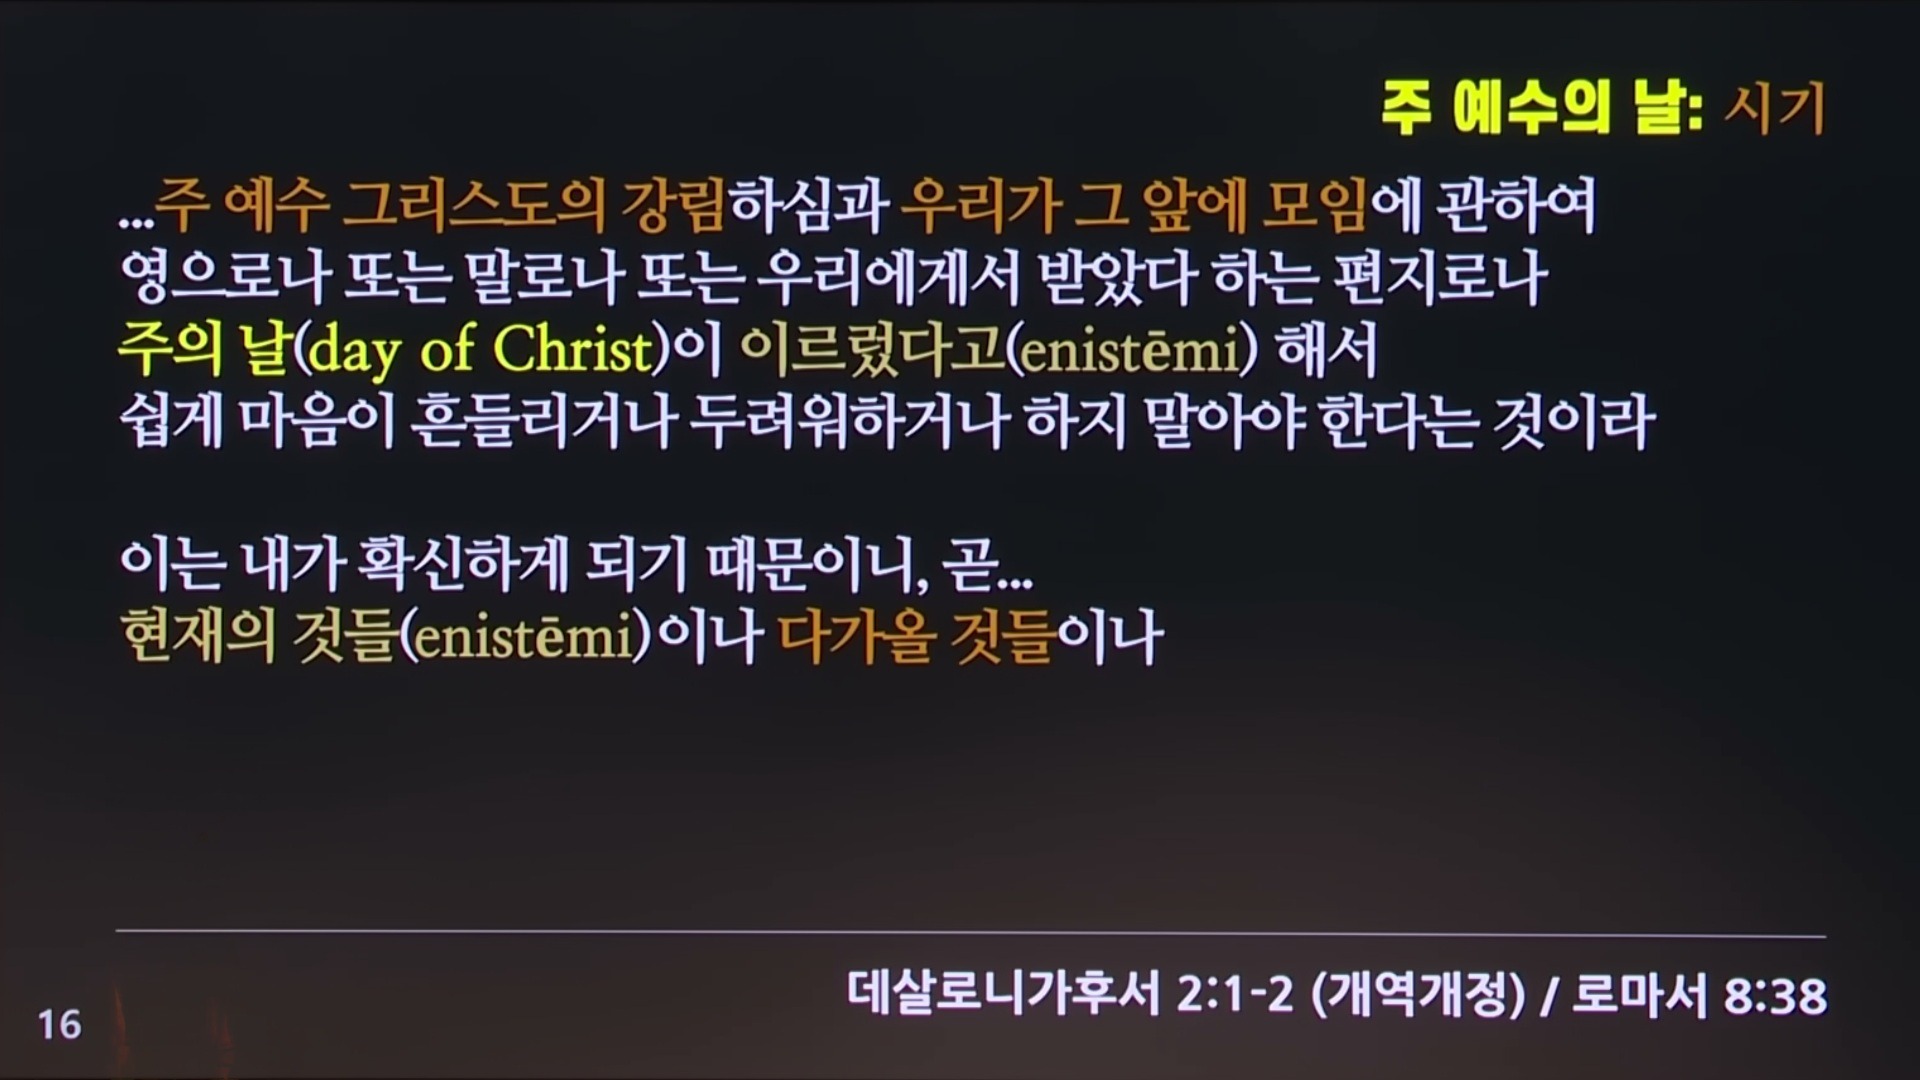 주 예수의 날: 시기
...주 예수 그리스도의 강림하심과 우리가 그 앞에 모임에 관하여
영으로나 또는 말로나 또는 우리에게서 받았다 하는 편지로나
주의 날(day of Christ)이 이르렀다고(enistēmi) 해서
쉽게 마음이 흔들리거나 두려워하거나 하지 말아야 한다는 것이라
이는 내가 확신하게 되기 때문이니, 곧...
현재의 것들(enistēmi)이나 다가올 것들이나
데살로니가후서 2:1-2 (개역개정) / 로마서 8:38
16